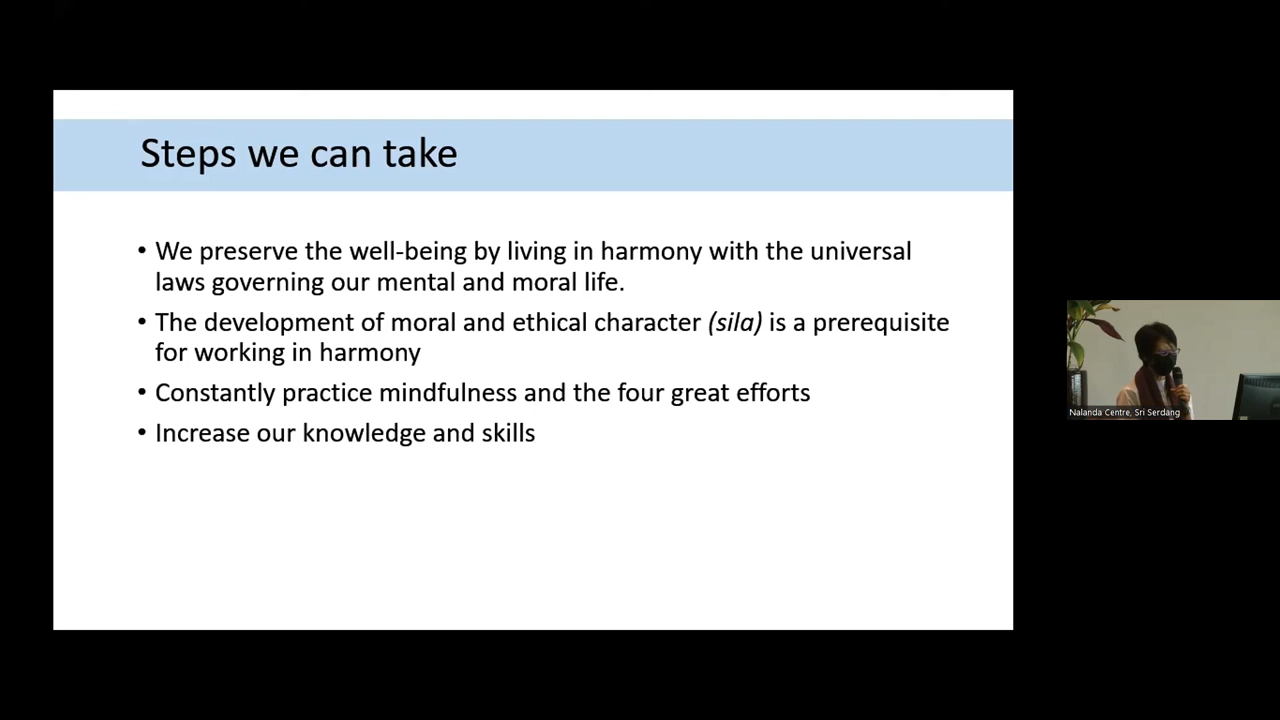 Steps we can take
• We preserve the well-being by living in harmony with the universal
laws governing our mental and moral life.
• The development of moral and ethical character (sila) is a prerequisite
for working in harmony
• Constantly practice mindfulness and the four great efforts
• Increase our knowledge and skills
Nalanda Centre, Sri Serdang